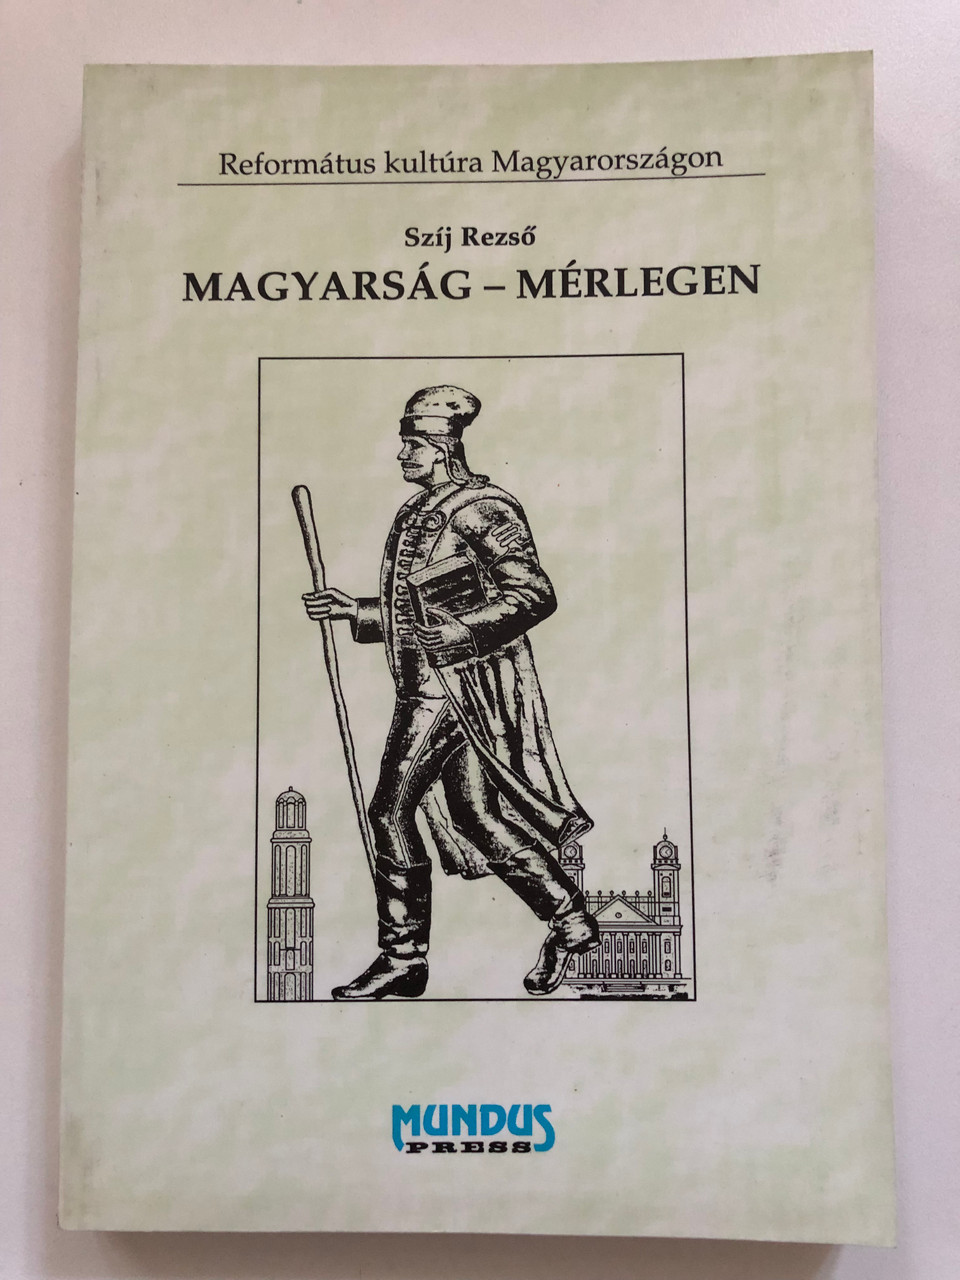 Református kultúra Magyarországon
Szíj Rezső
MAGYARSÁG – MÉRLEGEN
MUNDUS
PRESS